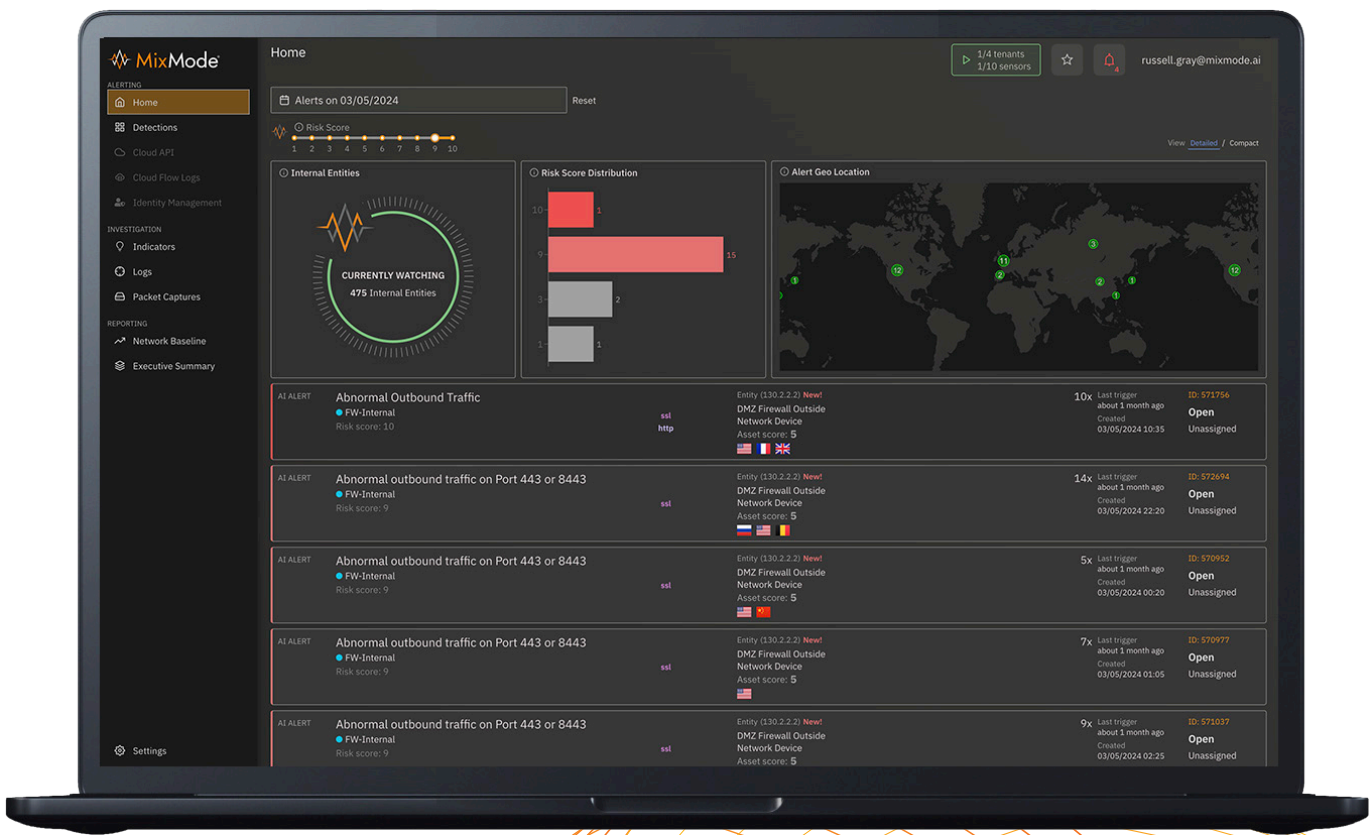 MixMode
ALERTING
Home
Detections
Cloud API
Cloud Flow Logs
Identity Management
INVESTIGATION
Indicators
Logs
Packet Captures
REPORTING
Network Baseline
Executive Summary
Settings
Home
1/4 tenants
1/10 sensors
4
russell.gray@mixmode.ai
Alerts on 03/05/2024
Reset
Risk Score
1 2 3 4 5 6 7 8 9 10
View Detailed / Compact
Internal Entities
CURRENTLY WATCHING
475 Internal Entities
Risk Score Distribution
10 1
9 15
3 2
1 1
Alert Geo Location
3
12 11 12
1 2 2 1
1
AI ALERT
Abnormal Outbound Traffic
FW-Internal
Risk score: 10
ssl
http
Entity (130.2.2.2) New!
DMZ Firewall Outside
Network Device
Asset score: 5
10x
Last trigger
about 1 month ago
Created
03/05/2024 10:35
ID: 571756
Open
Unassigned
AI ALERT
Abnormal outbound traffic on Port 443 or 8443
FW-Internal
Risk score: 9
ssl
Entity (130.2.2.2) New!
DMZ Firewall Outside
Network Device
Asset score: 5
14x
Last trigger
about 1 month ago
Created
03/05/2024 22:20
ID: 572694
Open
Unassigned
AI ALERT
Abnormal outbound traffic on Port 443 or 8443
FW-Internal
Risk score: 9
ssl
Entity (130.2.2.2) New!
DMZ Firewall Outside
Network Device
Asset score: 5
5x
Last trigger
about 1 month ago
Created
03/05/2024 00:20
ID: 570952
Open
Unassigned
AI ALERT
Abnormal outbound traffic on Port 443 or 8443
FW-Internal
Risk score: 9
ssl
Entity (130.2.2.2) New!
DMZ Firewall Outside
Network Device
Asset score: 5
7x
Last trigger
about 1 month ago
Created
03/05/2024 01:05
ID: 570977
Open
Unassigned
AI ALERT
Abnormal outbound traffic on Port 443 or 8443
FW-Internal
Risk score: 9
ssl
Entity (130.2.2.2) New!
DMZ Firewall Outside
Network Device
Asset score: 5
9x
Last trigger
about 1 month ago
Created
03/05/2024 02:25
ID: 571037
Open
Unassigned